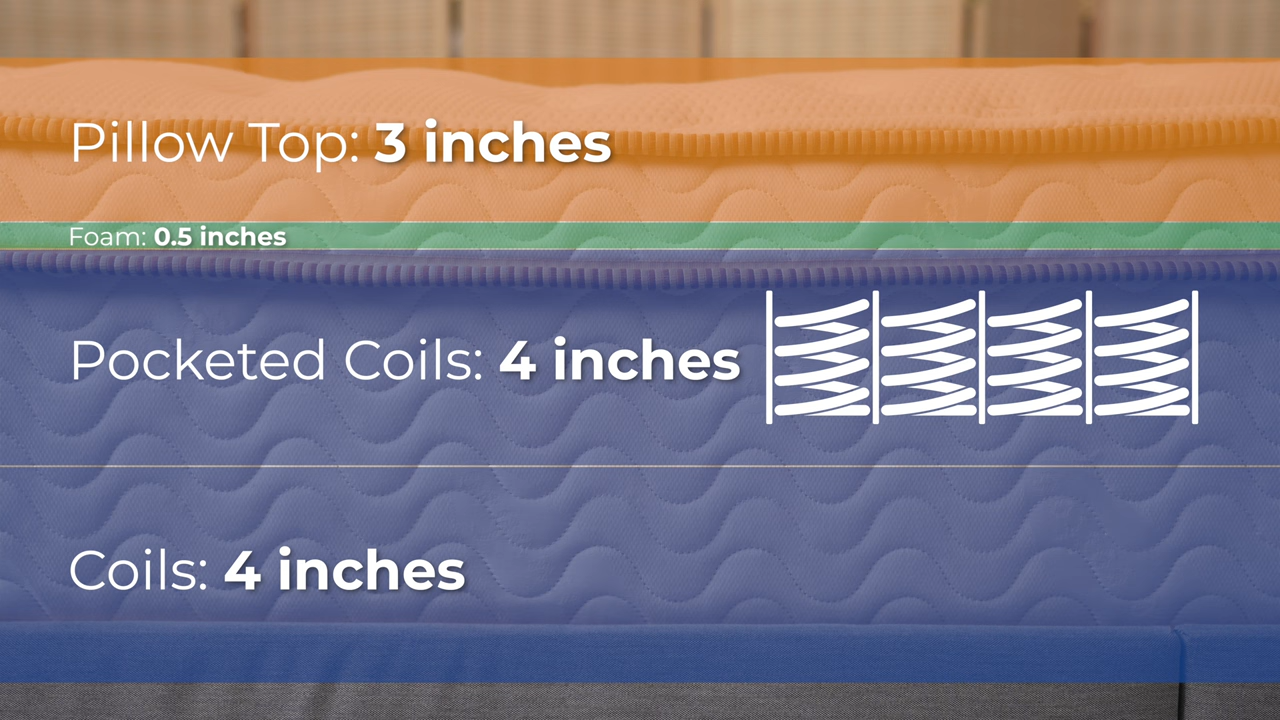 Pillow Top: 3 inches
Foam: 0.5 inches
Pocketed Coils: 4 inches
Coils: 4 inches